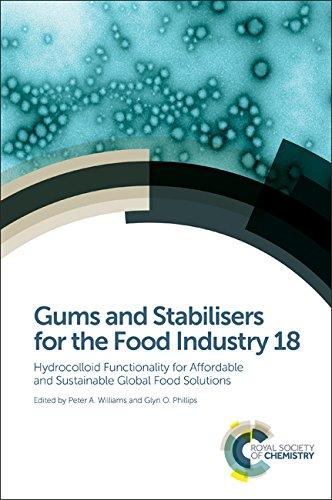 Gums and Stabilisers
for the Food Industry 18
Hydrocolloid Functionality for Affordable
and Sustainable Global Food Solutions
Edited by Peter A. Williams and Glyn O. Phillips
ROYAL SOCIETY
OF CHEMISTRY